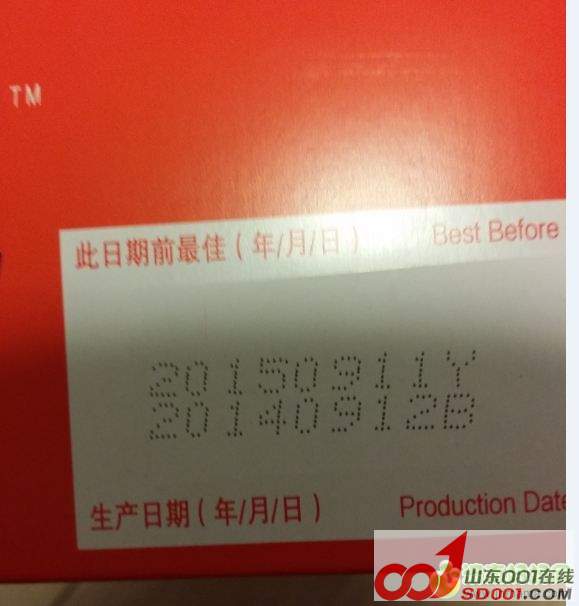 TM
此日期前最佳（年/月/日） Best Before
20150911Y
20140912B
生产日期（年/月/日） Production Date
山东001在线
SD001.COM